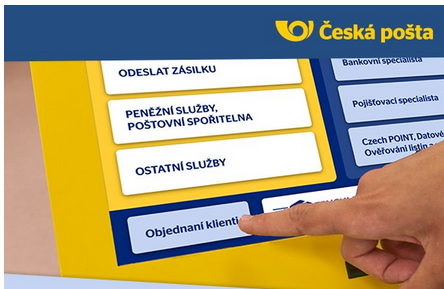 Česká pošta
ODESLAT ZÁSILKU
PENĚŽNÍ SLUŽBY,
POŠTOVNÍ SPOŘITELNA
OSTATNÍ SLUŽBY
Objednaní klienti
Bankovní specialista
Pojišťovací specialista
Czech POINT, Datové
Ověřování listin a